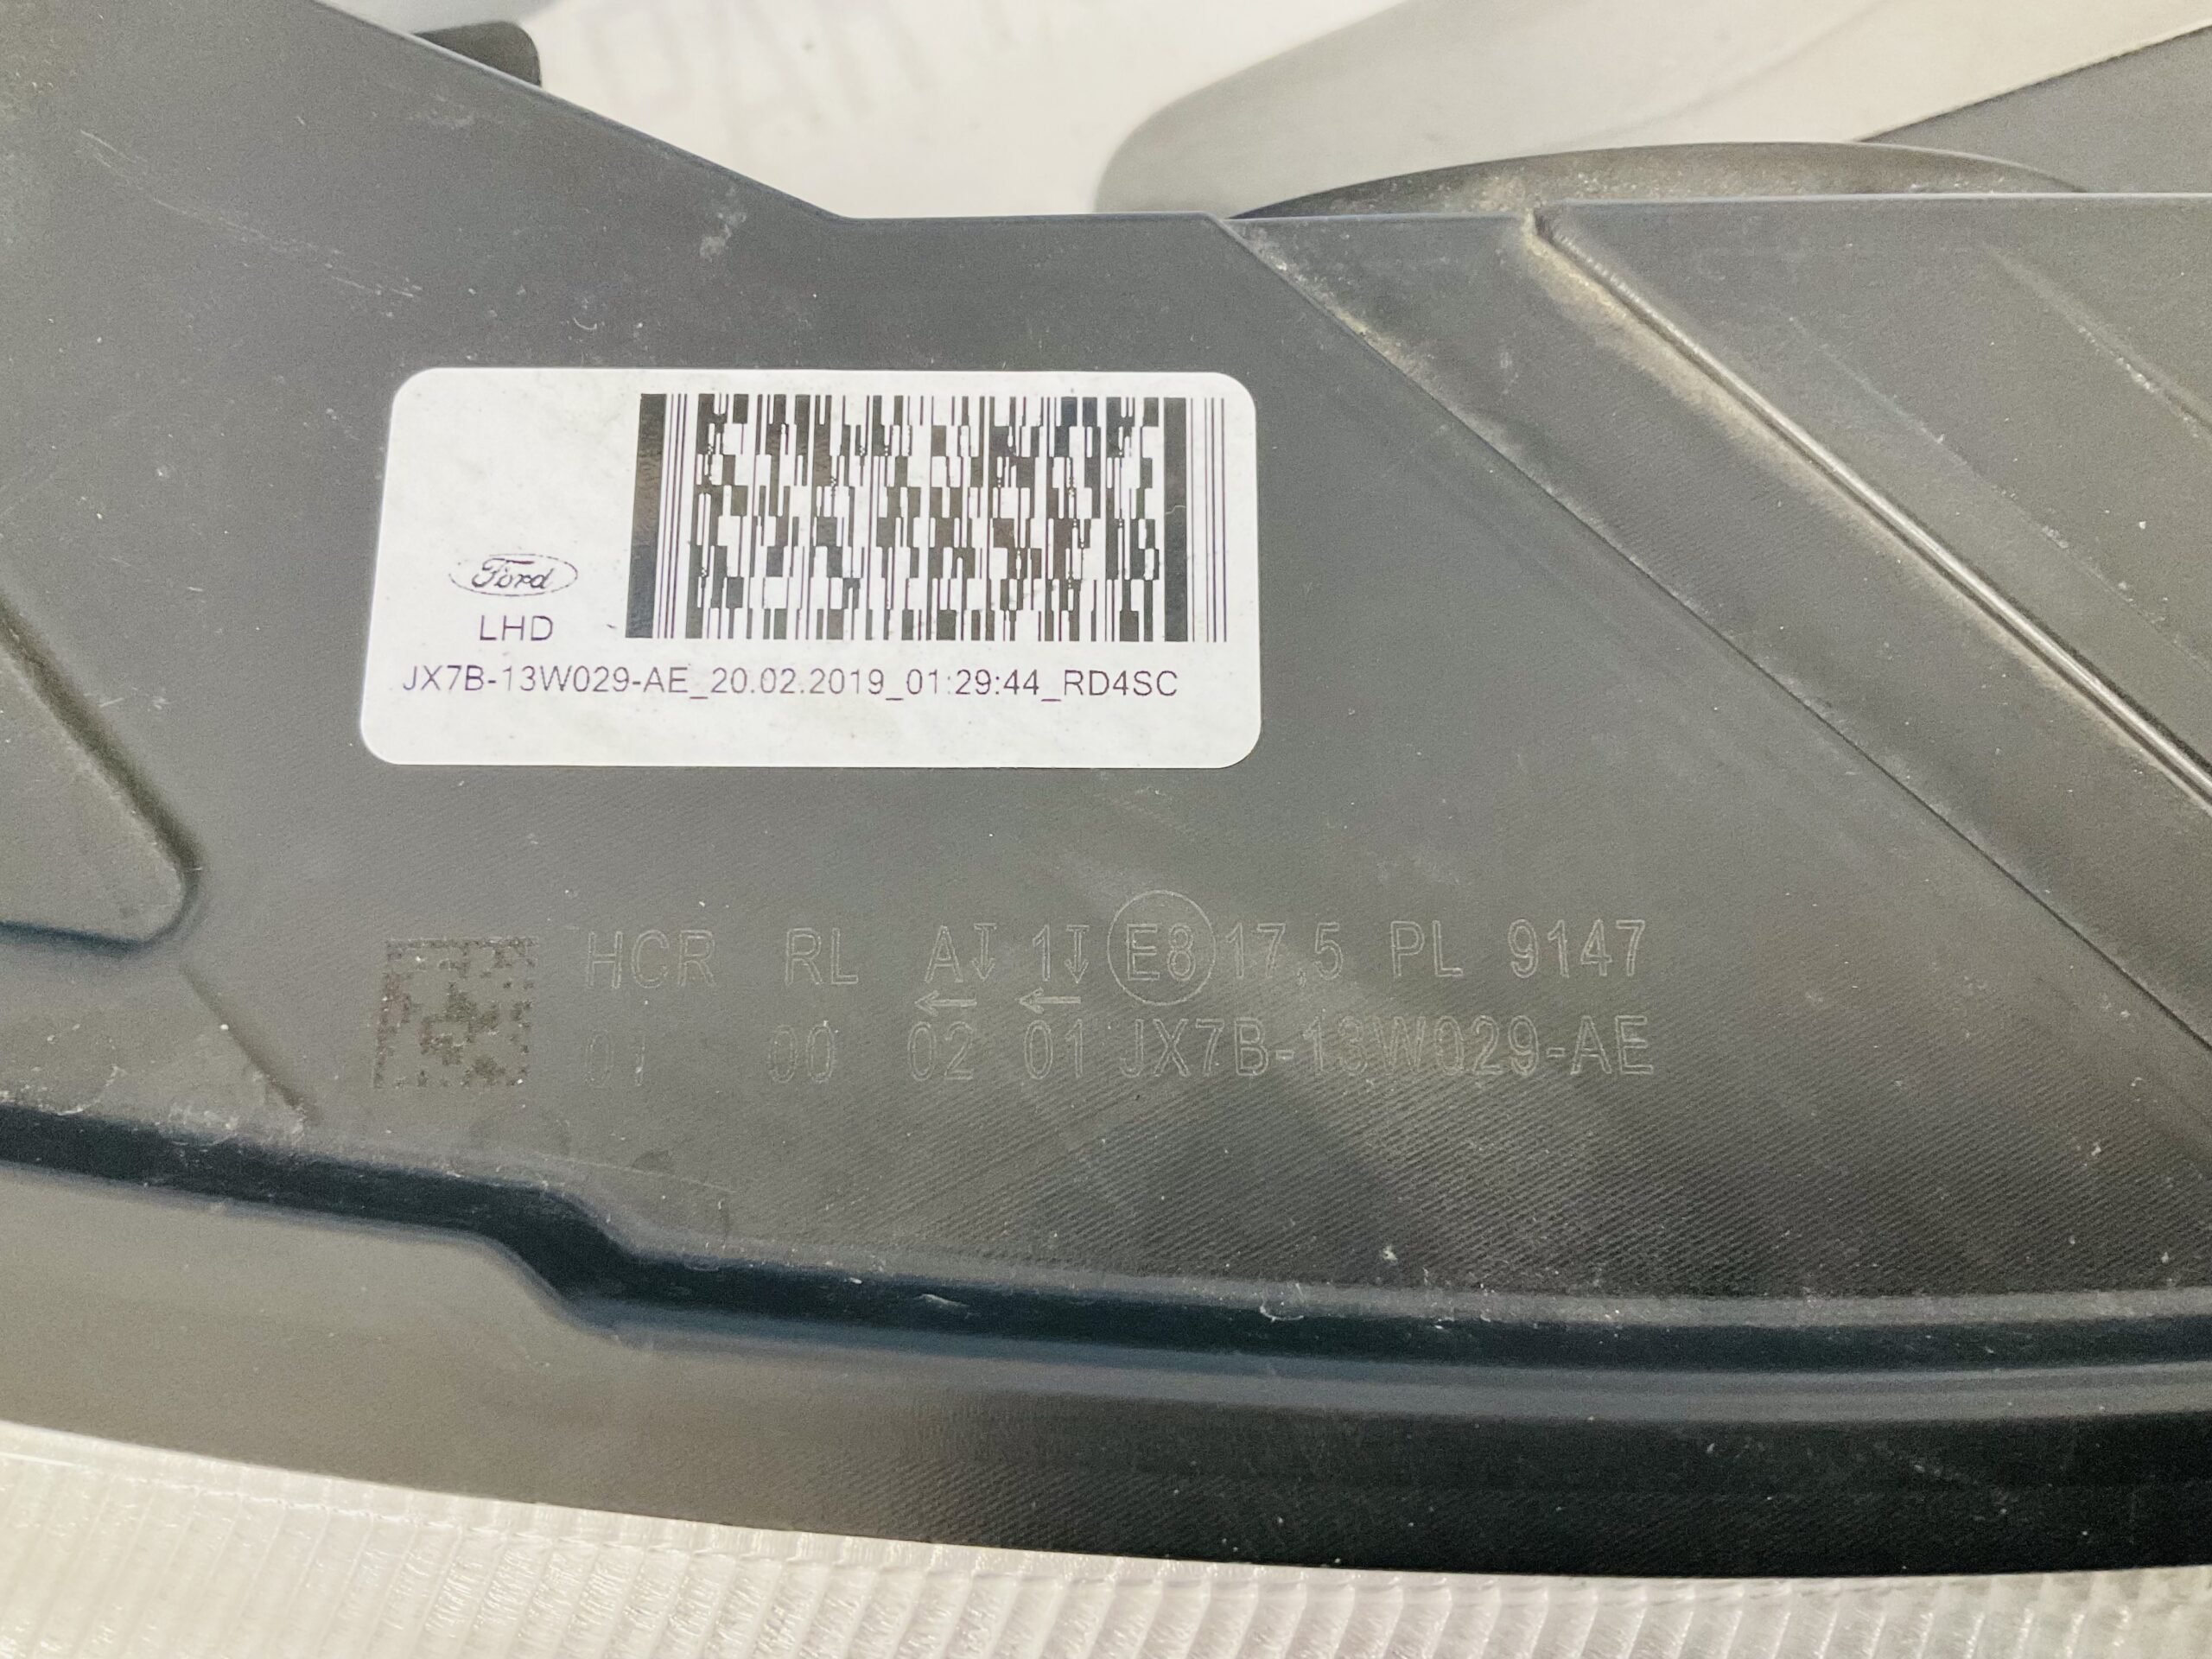 Ford
LHD
JX7B-13W029-AE_20.02.2019_01:29:44_RD4SC
HCR RL A↧ 1↧ E8 17,5 PL 9147
← ←
01 00 02 01 JX7B-13W029-AE